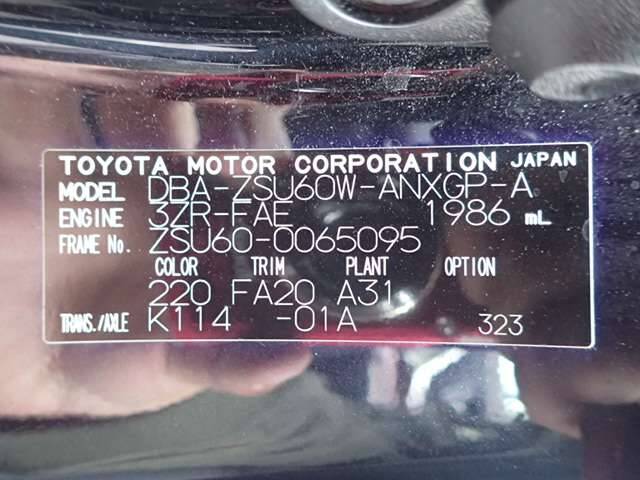 TOYOTA MOTOR CORPORATION JAPAN
MODEL DBA-ZSU60W-ANXGP-A
ENGINE 3ZR-FAE 1986 mL
FRAME No. ZSU60-0065095
COLOR TRIM PLANT OPTION
220 FA20 A31
TRANS./AXLE K114 -01A 323